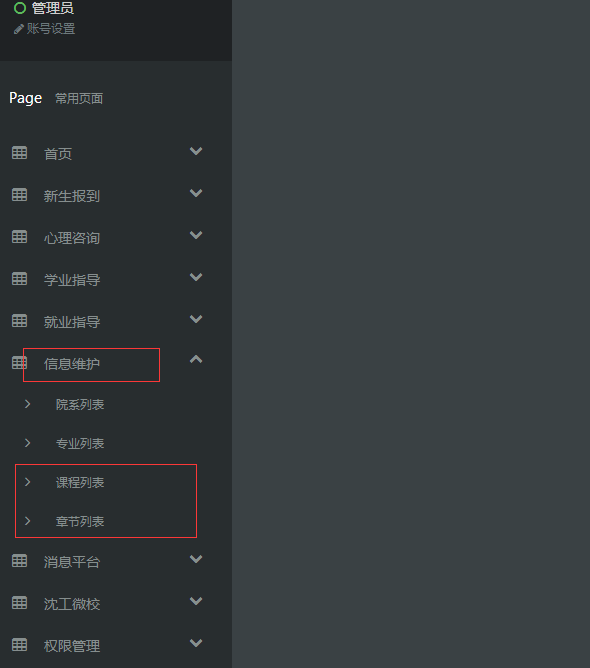 管理员
账号设置
Page 常用页面
首页
新生报到
心理咨询
学业指导
就业指导
信息维护
院系列表
专业列表
课程列表
章节列表
消息平台
沈工微校
权限管理